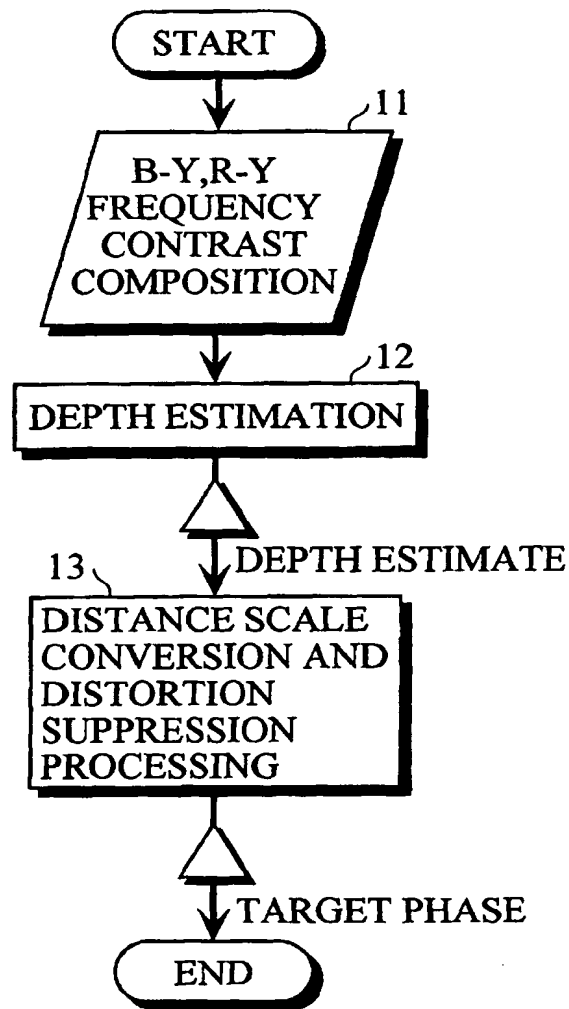 START
11
B-Y,R-Y
FREQUENCY
CONTRAST
COMPOSITION
12
DEPTH ESTIMATION
DEPTH ESTIMATE
13
DISTANCE SCALE
CONVERSION AND
DISTORTION
SUPPRESSION
PROCESSING
TARGET PHASE
END